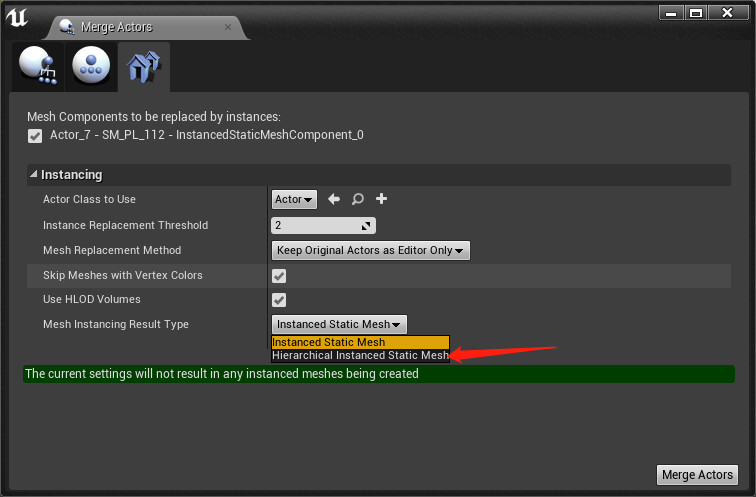 Merge Actors
Mesh Components to be replaced by instances:
Actor_7 - SM_PL_112 - InstancedStaticMeshComponent_0
Instancing
Actor Class to Use Actor
Instance Replacement Threshold 2
Mesh Replacement Method Keep Original Actors as Editor Only
Skip Meshes with Vertex Colors
Use HLOD Volumes
Mesh Instancing Result Type Instanced Static Mesh
Instanced Static Mesh
Hierarchical Instanced Static Mesh
The current settings will not result in any instanced meshes being created
Merge Actors